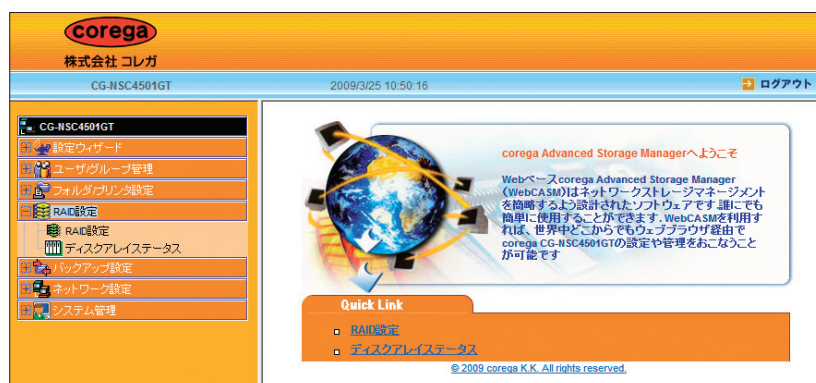 corega
株式会社 コレガ
CG-NSC4501GT
2009/3/25 10:50:16
ログアウト
CG-NSC4501GT
設定ウィザード
ユーザ/グループ管理
フォルダ/プリンタ設定
RAID設定
RAID設定
ディスクアレイステータス
バックアップ設定
ネットワーク設定
システム管理
corega Advanced Storage Managerへようこそ
Webベースcorega Advanced Storage Manager
(WebCASM)はネットワークストレージマネージメント
を簡略するよう設計されたソフトウェアです.誰にでも
簡単に使用することができます.WebCASMを利用す
れば、世界中どこからでもウェブブラウザ経由で
corega CG-NSC4501GTの設定や管理をおこなうこと
が可能です
Quick Link
RAID設定
ディスクアレイステータス
© 2009 corega K.K. All rights reserved.